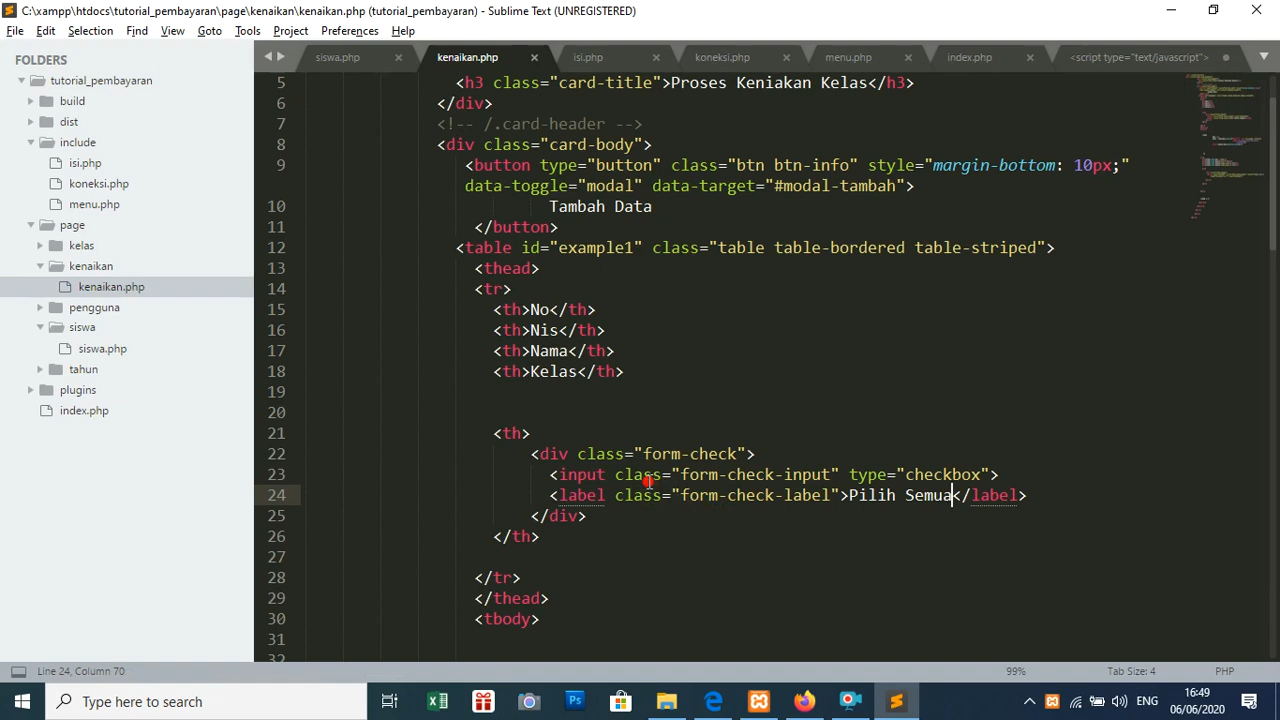 C:\xampp\htdocs\tutorial_pembayaran\page\kenaikan\kenaikan.php (tutorial_pembayaran) - Sublime Text (UNREGISTERED)
File Edit Selection Find View Goto Tools Project Preferences Help
FOLDERS
tutorial_pembayaran
build
dist
include
isi.php
koneksi.php
menu.php
page
kelas
kenaikan
kenaikan.php
pengguna
siswa
siswa.php
tahun
plugins
index.php
siswa.php kenaikan.php isi.php koneksi.php menu.php index.php <script type="text/javascript">
5 <h3 class="card-title">Proses Keniakan Kelas</h3>
6 </div>
7 <!-- /.card-header -->
8 <div class="card-body">
9 <button type="button" class="btn btn-info" style="margin-bottom: 10px;"
data-toggle="modal" data-target="#modal-tambah">
10 Tambah Data
11 </button>
12 <table id="example1" class="table table-bordered table-striped">
13 <thead>
14 <tr>
15 <th>No</th>
16 <th>Nis</th>
17 <th>Nama</th>
18 <th>Kelas</th>
19
20
21 <th>
22 <div class="form-check">
23 <input class="form-check-input" type="checkbox">
24 <label class="form-check-label">Pilih Semua</label>
25 </div>
26 </th>
27
28 </tr>
29 </thead>
30 <tbody>
31
32
Line 24, Column 70 99% Tab Size: 4 PHP
Type here to search
ENG
16:49
06/06/2020